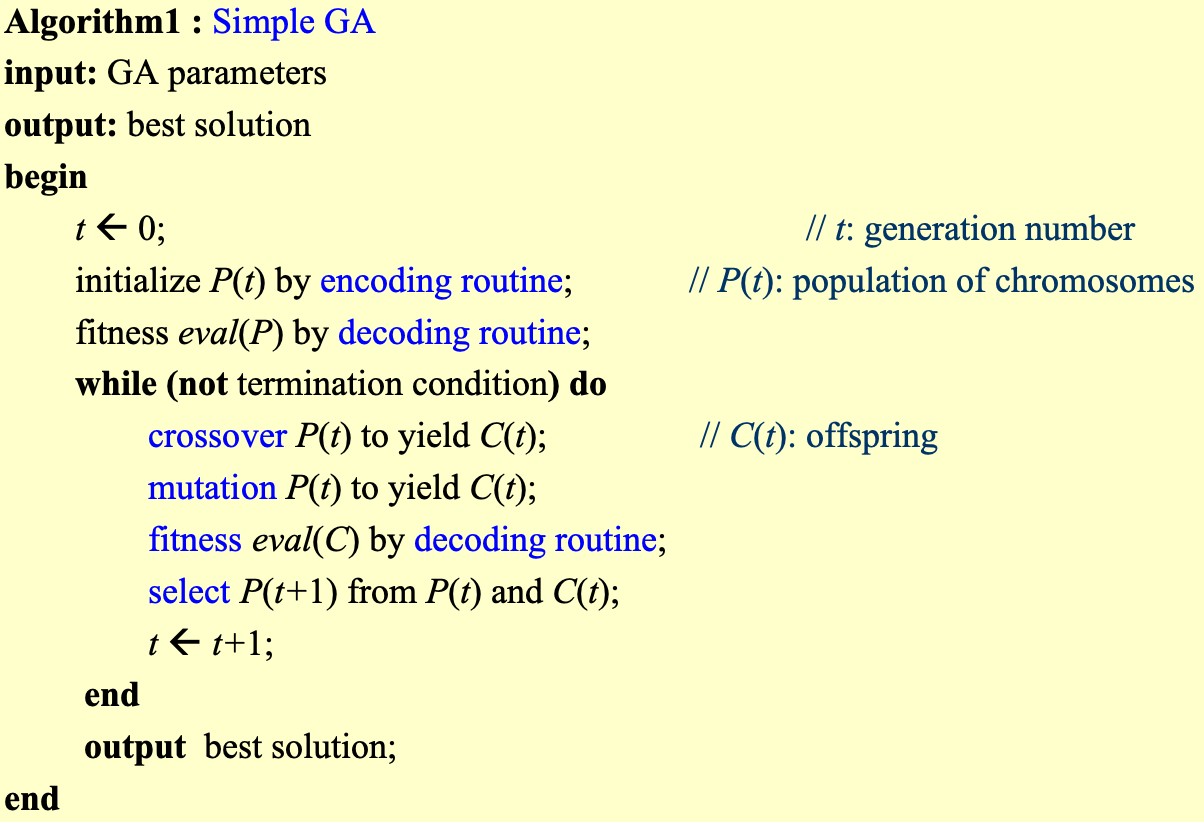 Algorithm1 : Simple GA
input: GA parameters
output: best solution
begin
t ← 0; // t: generation number
initialize P(t) by encoding routine; // P(t): population of chromosomes
fitness eval(P) by decoding routine;
while (not termination condition) do
crossover P(t) to yield C(t); // C(t): offspring
mutation P(t) to yield C(t);
fitness eval(C) by decoding routine;
select P(t+1) from P(t) and C(t);
t ← t+1;
end
output best solution;
end